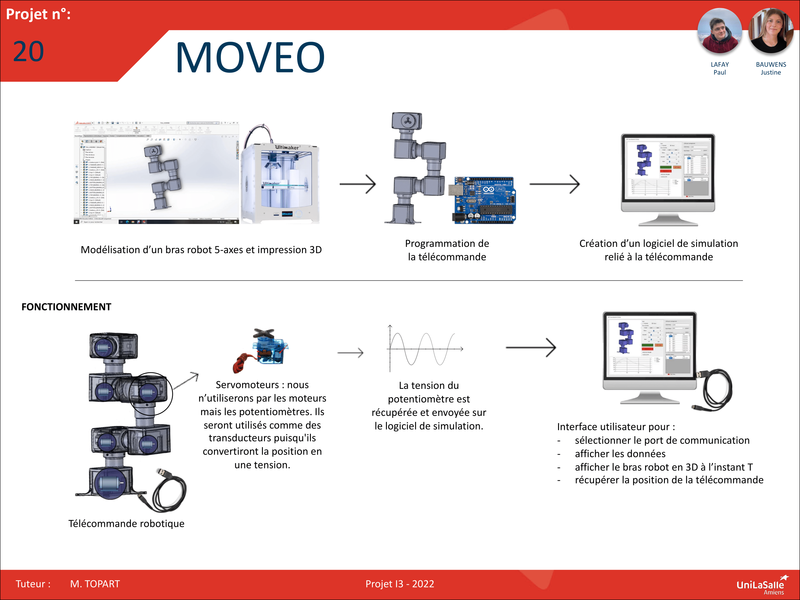 Projet n°:
20
MOVEO
LAFAY
Paul
BAUWENS
Justine
Ultimaker
Modélisation d'un bras robot 5-axes et impression 3D
Programmation de
la télécommande
Création d'un logiciel de simulation
relié à la télécommande
FONCTIONNEMENT
Servomoteurs : nous
n'utiliserons par les moteurs
mais les potentiomètres. Ils
seront utilisés comme des
transducteurs puisqu'ils
convertiront la position en
une tension.
La tension du
potentiomètre est
récupérée et envoyée sur
le logiciel de simulation.
Interface utilisateur pour :
- sélectionner le port de communication
- afficher les données
- afficher le bras robot en 3D à l'instant T
- récupérer la position de la télécommande
Télécommande robotique
Tuteur : M. TOPART
Projet I3 - 2022
UniLaSalle
Amiens